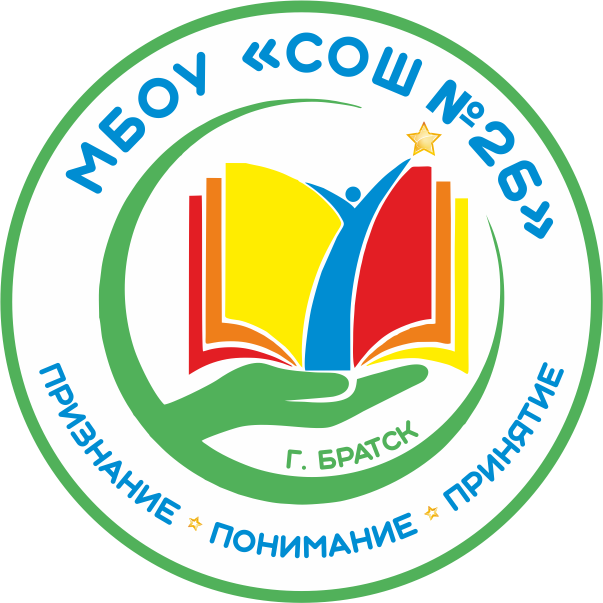 МБОУ «СОШ №26»
Г. БРАТСК
ПРИЗНАНИЕ ПОНИМАНИЕ ПРИНЯТИЕ